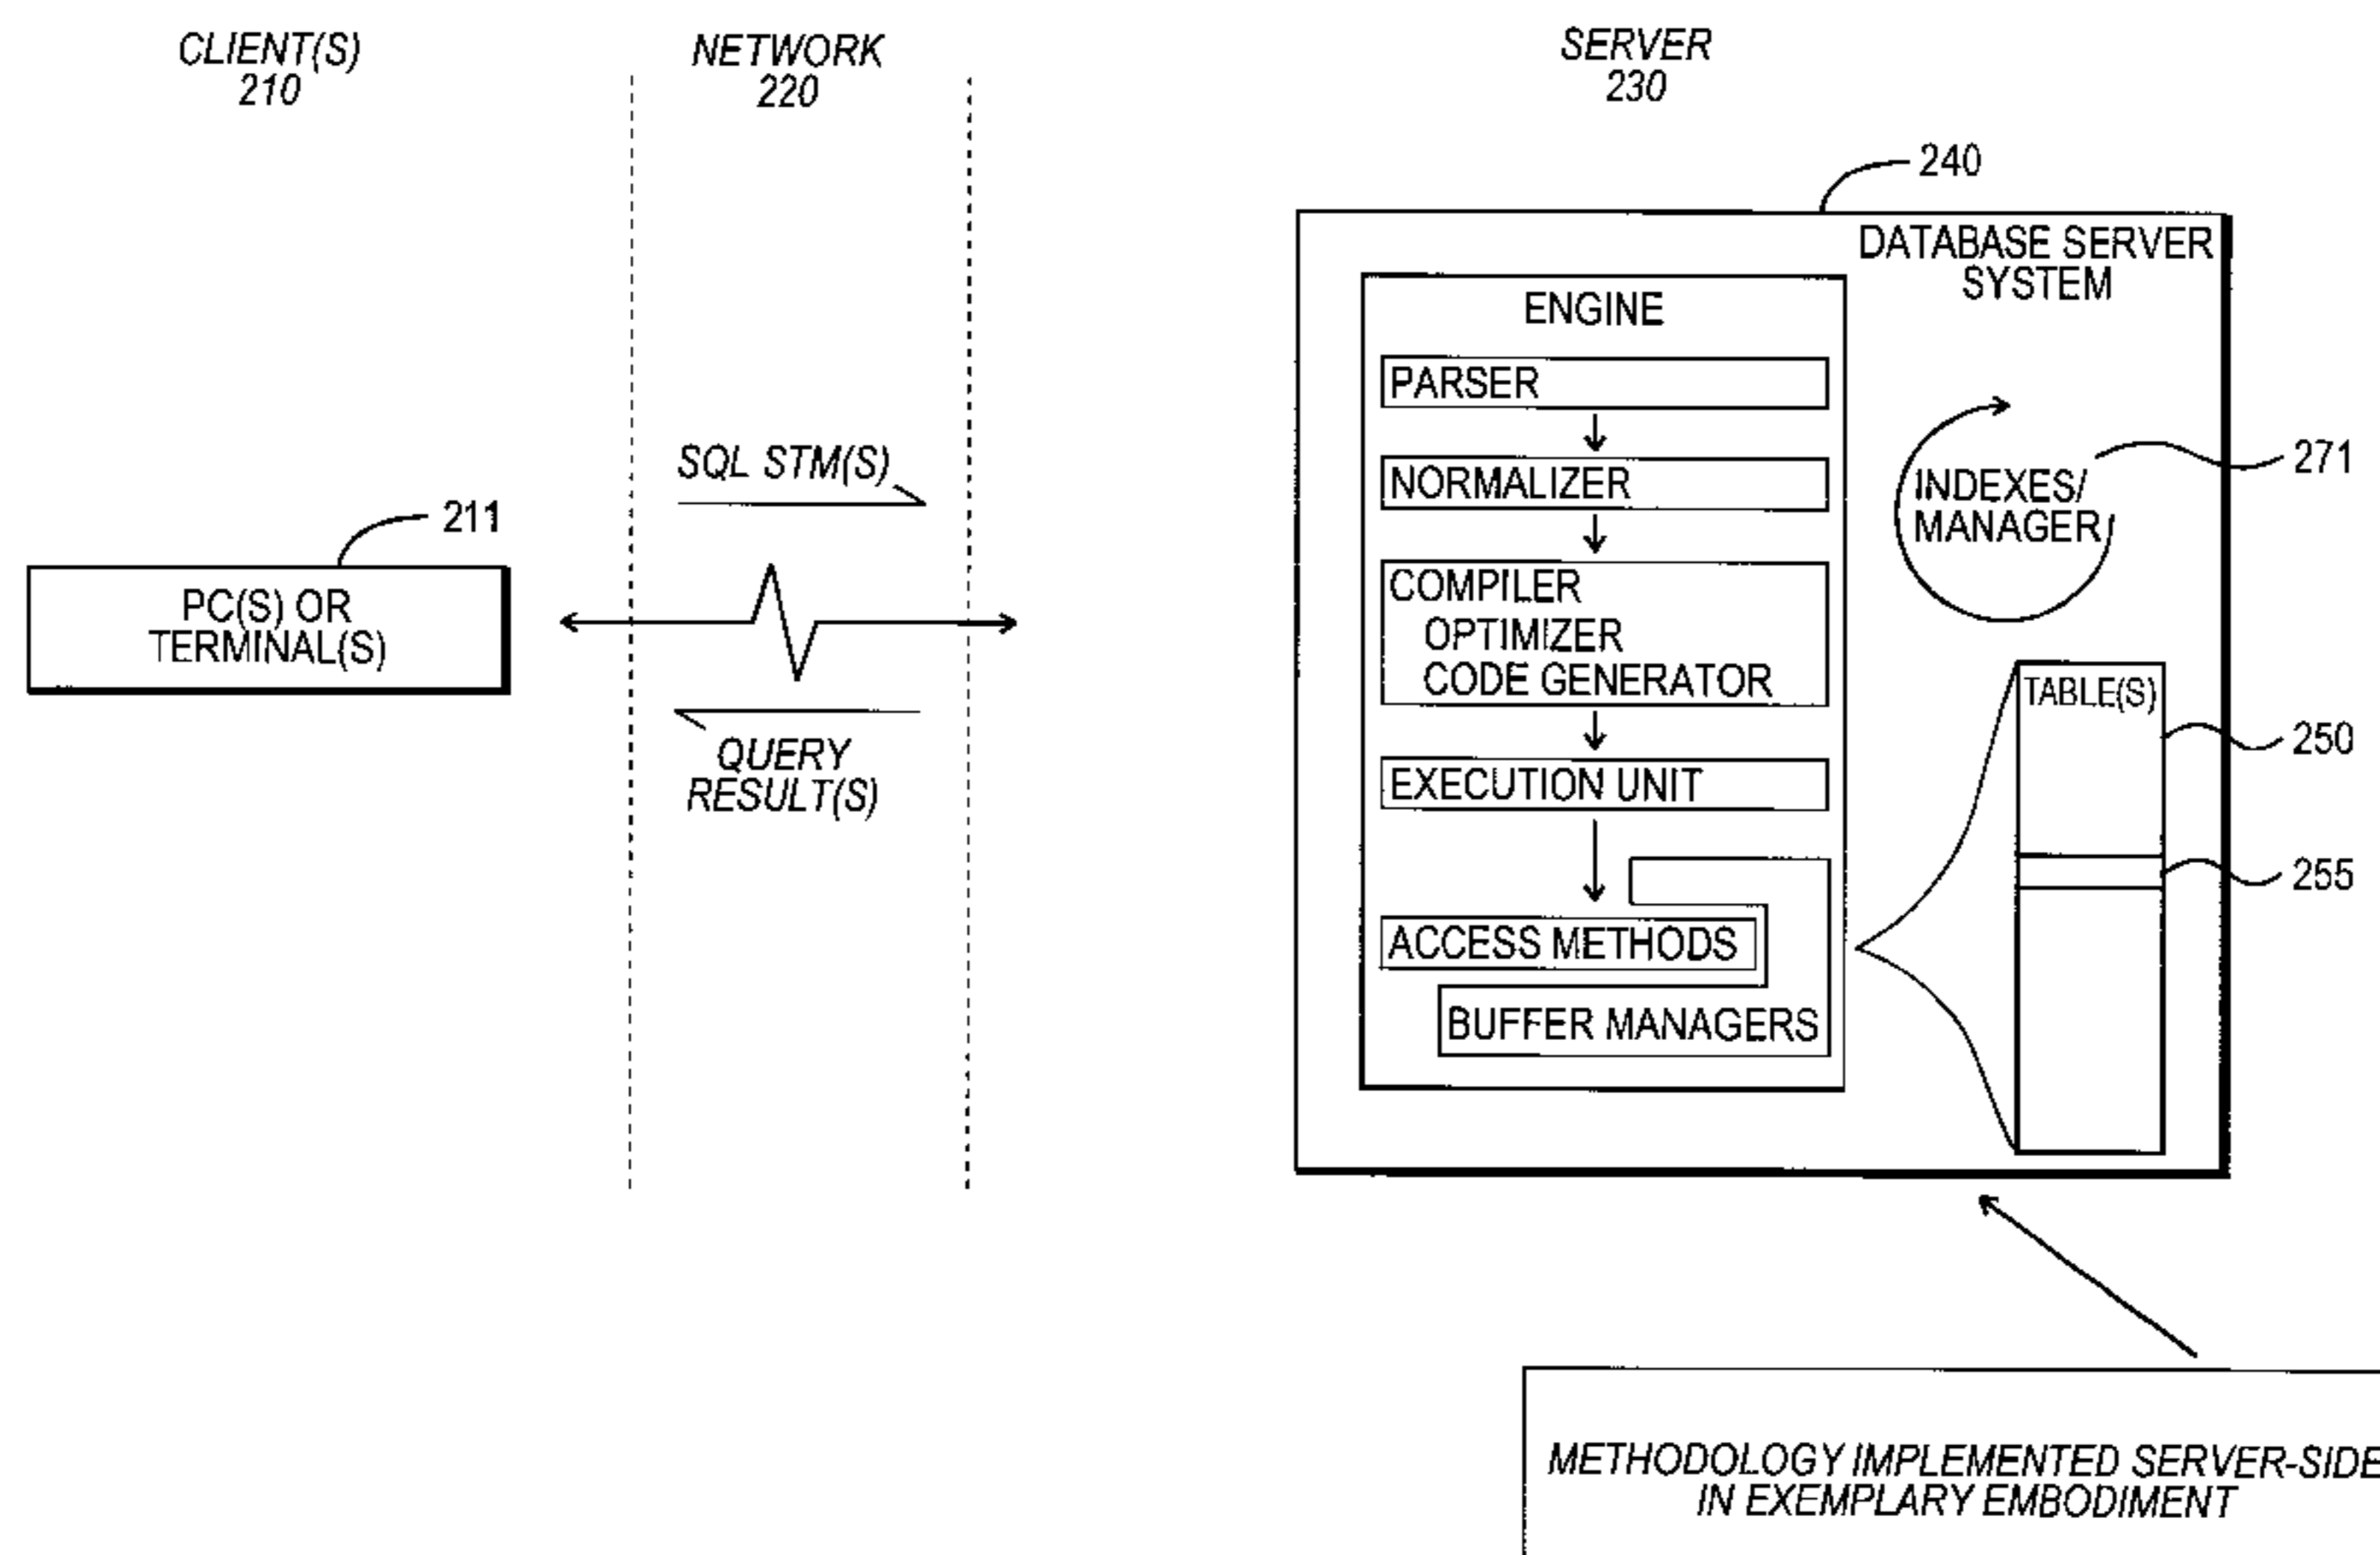 CLIENT(S)
210
NETWORK
220
SERVER
230
240
DATABASE SERVER
SYSTEM
ENGINE
PARSER
NORMALIZER
COMPILER
OPTIMIZER
CODE GENERATOR
EXECUTION UNIT
ACCESS METHODS
BUFFER MANAGERS
INDEXES/
MANAGER
271
TABLE(S)
250
255
SQL STM(S)
QUERY
RESULT(S)
211
PC(S) OR
TERMINAL(S)
METHODOLOGY IMPLEMENTED SERVER-SIDE
IN EXEMPLARY EMBODIMENT